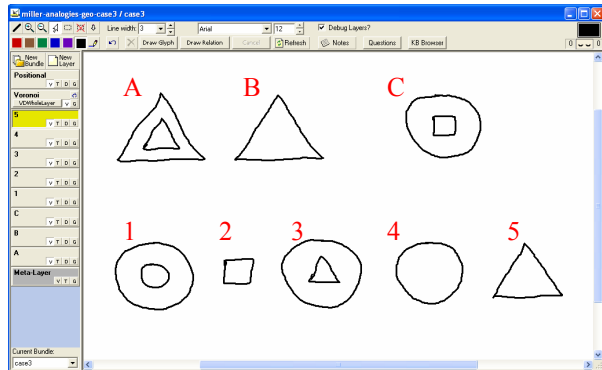 miller-analogies-geo-case3 / case3
Line width: 3 Arial 12 Debug Layers?
Draw Glyph Draw Relation Cancel Refresh Notes Questions KB Browser 0 0
New Bundle New Layer
Positional
V T D G
Voronoi
VDWholeLayer V G
5
V T D G
4
V T D G
3
V T D G
2
V T D G
1
V T D G
C
V T D G
B
V T D G
A
V T D G
Meta-Layer
V T G
Current Bundle:
case3
A B C
1 2 3 4 5